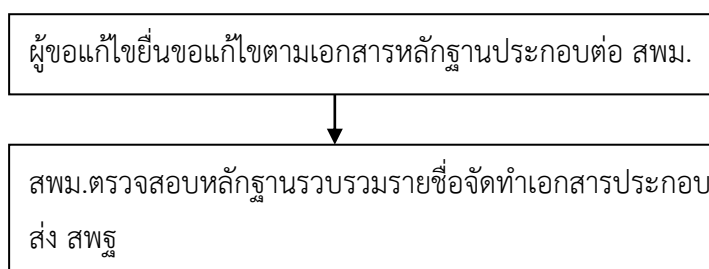 ผู้ขอแก้ไขยื่นขอแก้ไขตามเอกสารหลักฐานประกอบต่อ สพม.
สพม.ตรวจสอบหลักฐานรวบรวมรายชื่อจัดทำเอกสารประกอบ
ส่ง สพฐ